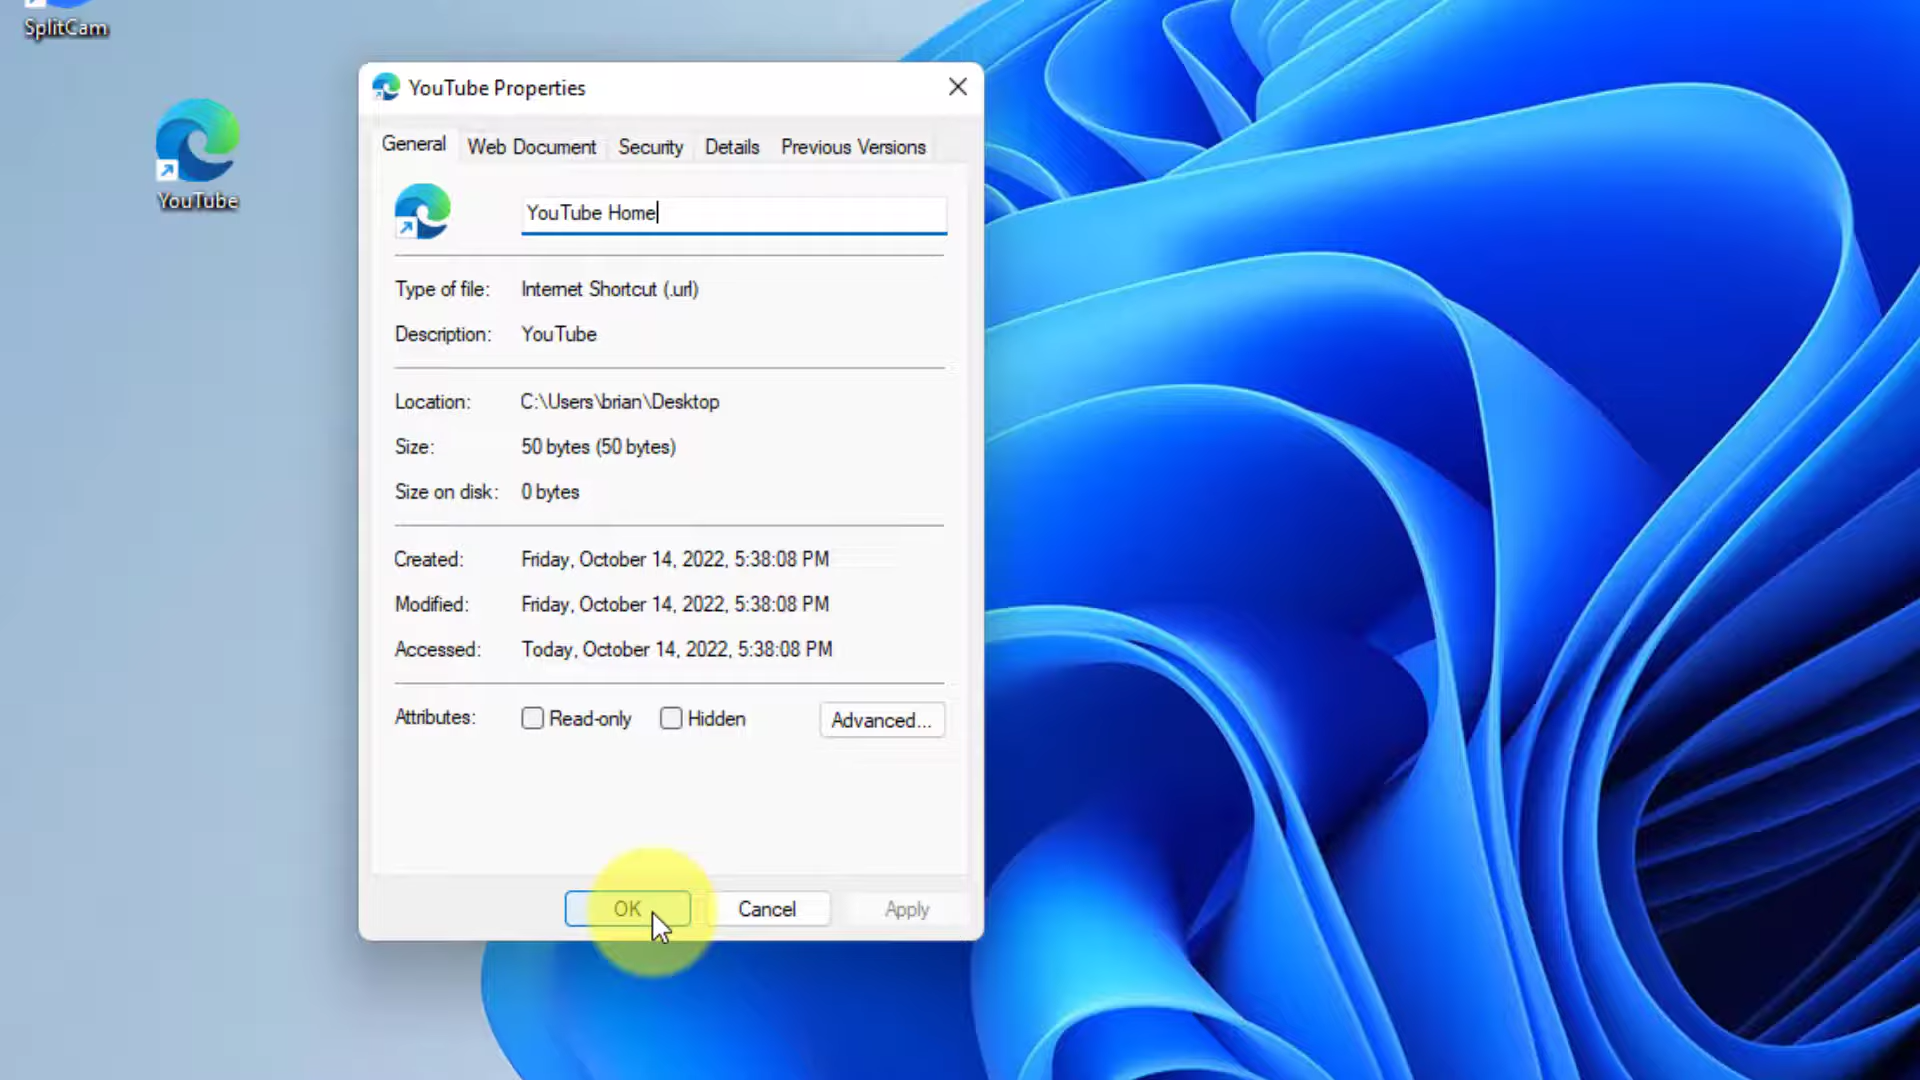 SplitCam
YouTube
YouTube Properties
General Web Document Security Details Previous Versions
YouTube Home
Type of file: Internet Shortcut (.url)
Description: YouTube
Location: C:\Users\brian\Desktop
Size: 50 bytes (50 bytes)
Size on disk: 0 bytes
Created: Friday, October 14, 2022, 5:38:08 PM
Modified: Friday, October 14, 2022, 5:38:08 PM
Accessed: Today, October 14, 2022, 5:38:08 PM
Attributes: Read-only Hidden Advanced...
OK Cancel Apply